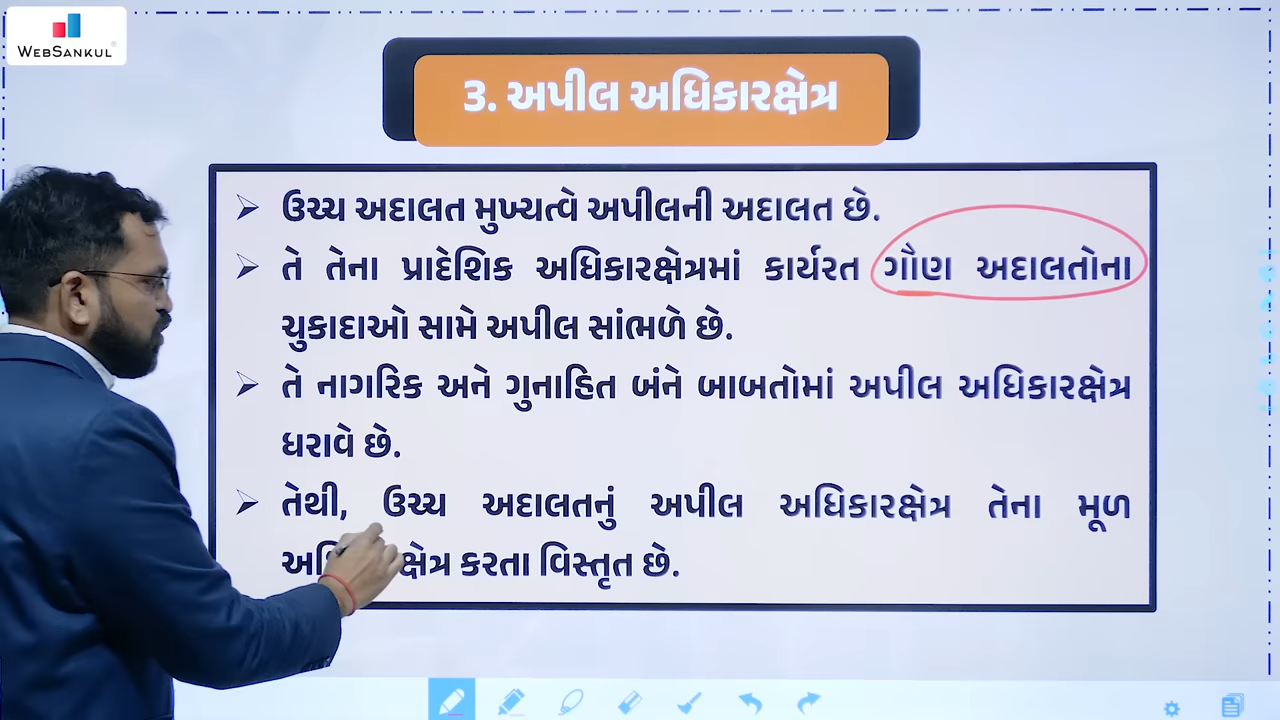 WEBSANKUL
3. અપીલ અધિકારક્ષેત્ર
ઉચ્ચ અદાલત મુખ્યત્વે અપીલની અદાલત છે.
તે તેના પ્રાદેશિક અધિકારક્ષેત્રમાં કાર્યરત ગૌણ અદાલતોના
ચુકાદાઓ સામે અપીલ સાંભળે છે.
તે નાગરિક અને ગુનાહિત બંને બાબતોમાં અપીલ અધિકારક્ષેત્ર
ધરાવે છે.
તેથી, ઉચ્ચ અદાલતનું અપીલ અધિકારક્ષેત્ર તેના મૂળ
કરતા વિસ્તૃત છે.